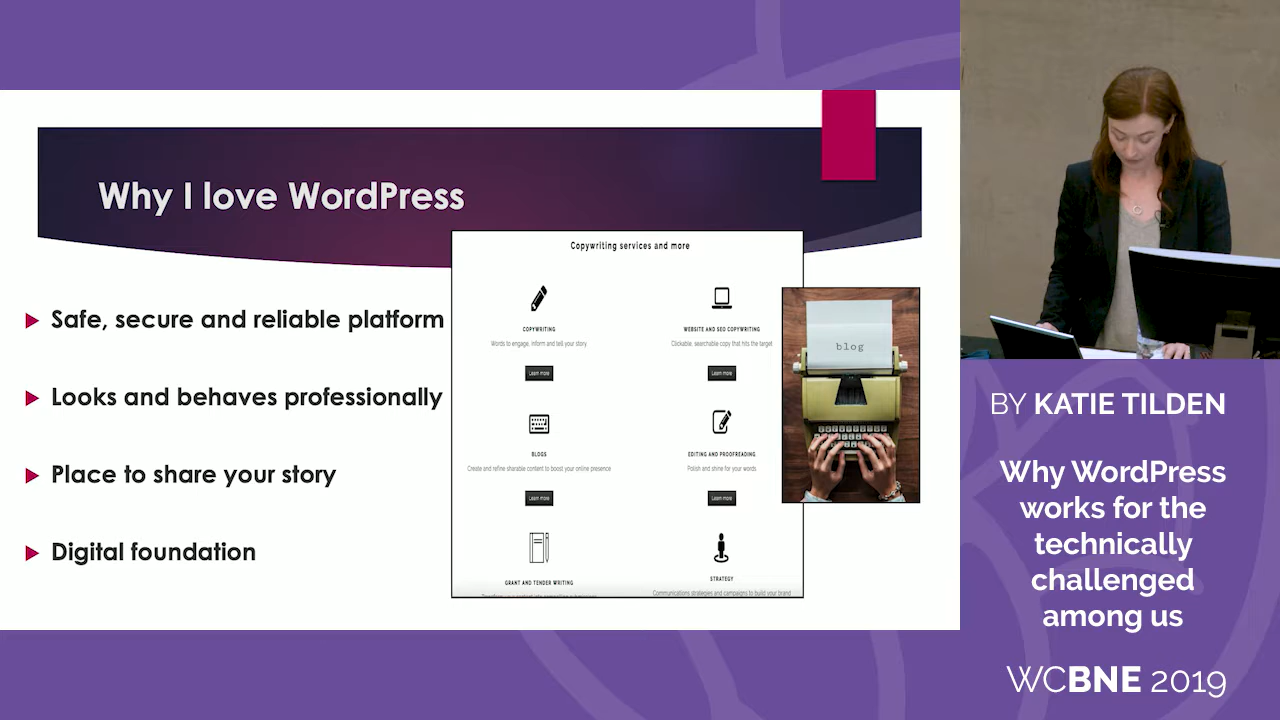 Why I love WordPress
Safe, secure and reliable platform
Looks and behaves professionally
Place to share your story
Digital foundation
Copywriting services and more
COPYWRITING
Words to engage, inform and tell your story
Learn more
WEBSITE AND SEO COPYWRITING
Clickable, searchable copy that hits the target
Learn more
BLOGS
Create and refine sharable content to boost your online presence
Learn more
EDITING AND PROOFREADING
Polish and shine for your words
Learn more
GRANT AND TENDER WRITING
STRATEGY
Communications strategies and campaigns to build your brand
blog
BY KATIE TILDEN
Why WordPress
works for the
technically
challenged
among us
WCBNE 2019